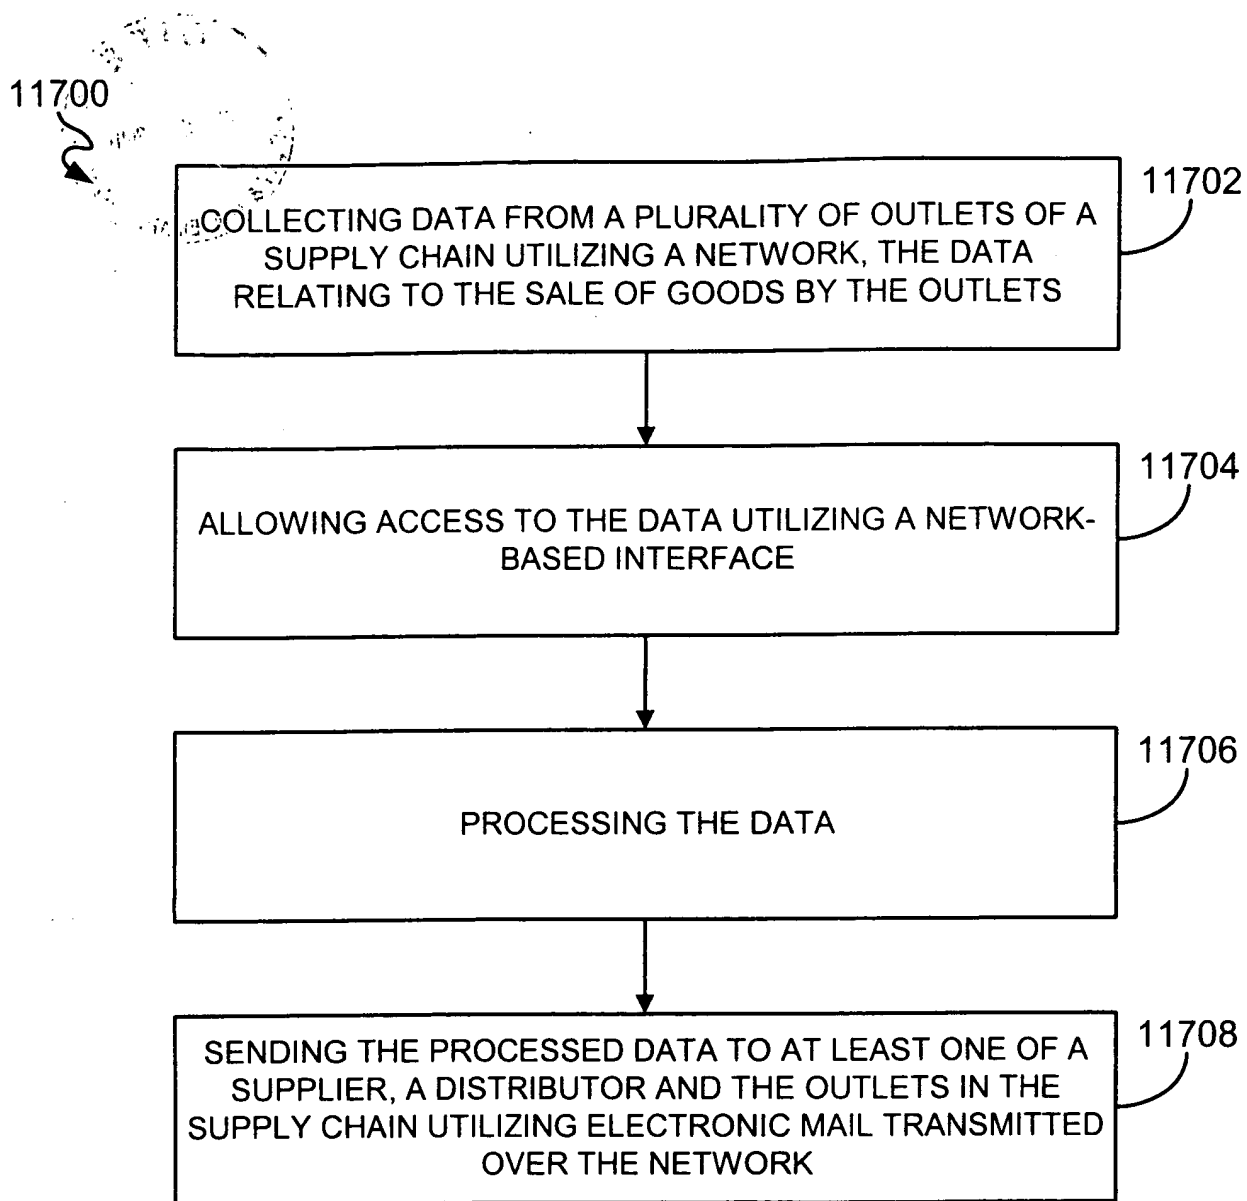 11700
11702
COLLECTING DATA FROM A PLURALITY OF OUTLETS OF A
SUPPLY CHAIN UTILIZING A NETWORK, THE DATA
RELATING TO THE SALE OF GOODS BY THE OUTLETS
11704
ALLOWING ACCESS TO THE DATA UTILIZING A NETWORK-
BASED INTERFACE
11706
PROCESSING THE DATA
11708
SENDING THE PROCESSED DATA TO AT LEAST ONE OF A
SUPPLIER, A DISTRIBUTOR AND THE OUTLETS IN THE
SUPPLY CHAIN UTILIZING ELECTRONIC MAIL TRANSMITTED
OVER THE NETWORK